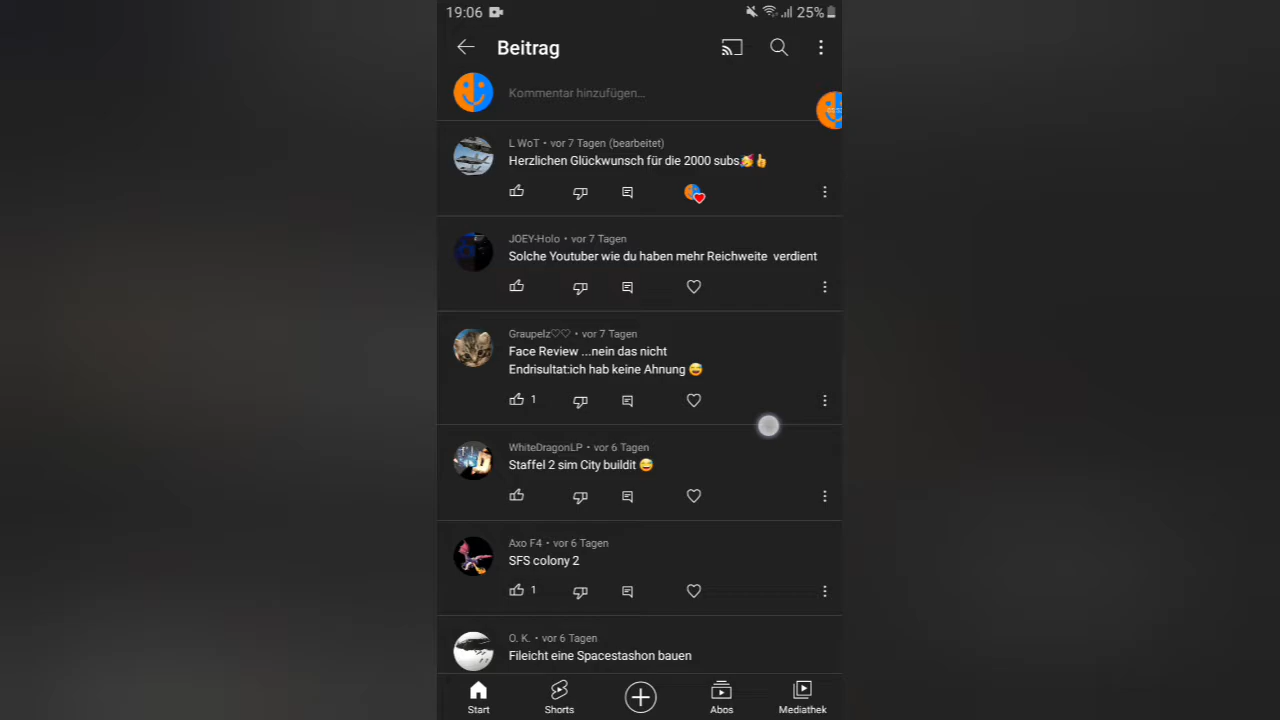 19:06 25%
Beitrag
Kommentar hinzufügen...
L WoT • vor 7 Tagen (bearbeitet)
Herzlichen Glückwunsch für die 2000 subs🥳👍
JOEY-Holo • vor 7 Tagen
Solche Youtuber wie du haben mehr Reichweite verdient
Graupelz♡♡ • vor 7 Tagen
Face Review ...nein das nicht
Endrisultat:ich hab keine Ahnung 😅
1
WhiteDragonLP • vor 6 Tagen
Staffel 2 sim City buildit 😅
Axo F4 • vor 6 Tagen
SFS colony 2
1
O. K. • vor 6 Tagen
Fileicht eine Spacestashon bauen
Start Shorts Abos Mediathek